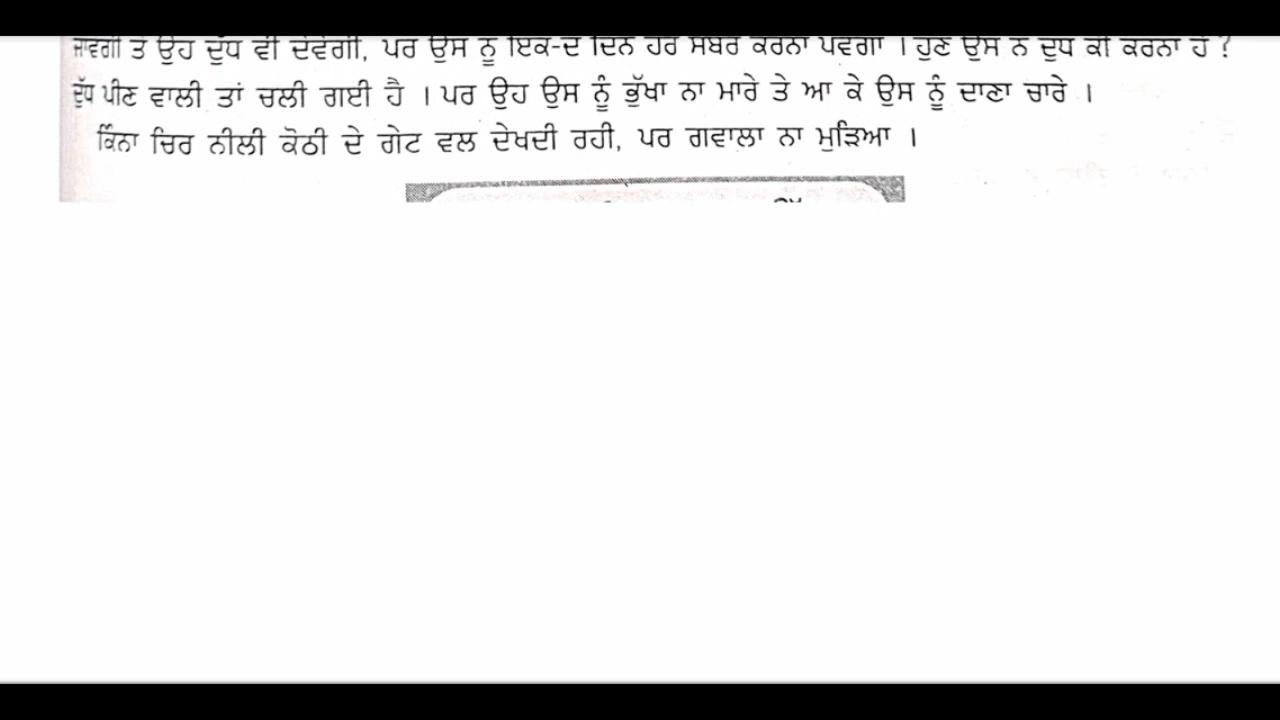 ਜਾਵੇਗੀ ਤੇ ਉਹ ਦੁੱਧ ਵੀ ਦੇਵੇਗੀ, ਪਰ ਉਸ ਨੂੰ ਇਕ-ਦੋ ਦਿਨ ਹੋਰ ਸਬਰ ਕਰਨਾ ਪਵੇਗਾ । ਹੁਣ ਉਸ ਨੇ ਦੁੱਧ ਕੀ ਕਰਨਾ ਹੈ ?
ਦੁੱਧ ਪੀਣ ਵਾਲੀ ਤਾਂ ਚਲੀ ਗਈ ਹੈ । ਪਰ ਉਹ ਉਸ ਨੂੰ ਭੁੱਖਾ ਨਾ ਮਾਰੇ ਤੇ ਆ ਕੇ ਉਸ ਨੂੰ ਦਾਣਾ ਚਾਰੇ ।
ਕਿੰਨਾ ਚਿਰ ਨੀਲੀ ਕੋਠੀ ਦੇ ਗੇਟ ਵਲ ਦੇਖਦੀ ਰਹੀ, ਪਰ ਗਵਾਲਾ ਨਾ ਮੁੜਿਆ ।